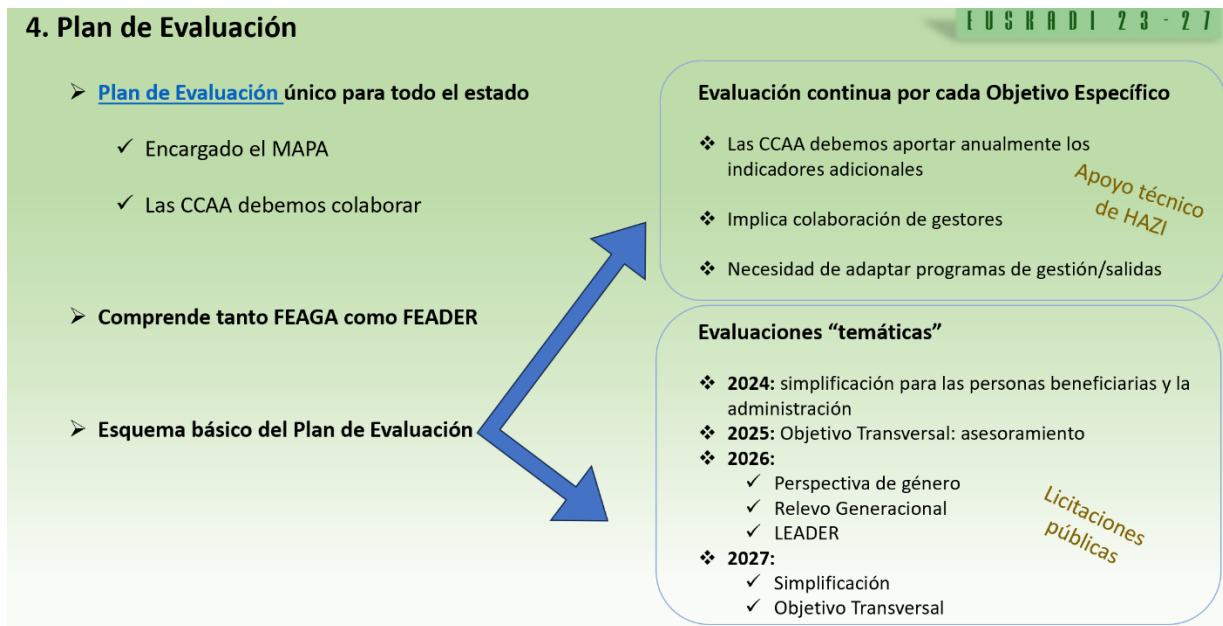 4. Plan de Evaluación
EUSKADI 23-27
➢ Plan de Evaluación único para todo el estado
✓ Encargado el MAPA
✓ Las CCAA debemos colaborar
➢ Comprende tanto FEAGA como FEADER
➢ Esquema básico del Plan de Evaluación
Evaluación continua por cada Objetivo Específico
❖ Las CCAA debemos aportar anualmente los
indicadores adicionales
❖ Implica colaboración de gestores
❖ Necesidad de adaptar programas de gestión/salidas
Apoyo técnico
de HAZI
Evaluaciones “temáticas”
❖ 2024: simplificación para las personas beneficiarias y la
administración
❖ 2025: Objetivo Transversal: asesoramiento
❖ 2026:
✓ Perspectiva de género
✓ Relevo Generacional
✓ LEADER
❖ 2027:
✓ Simplificación
✓ Objetivo Transversal
Licitaciones
públicas